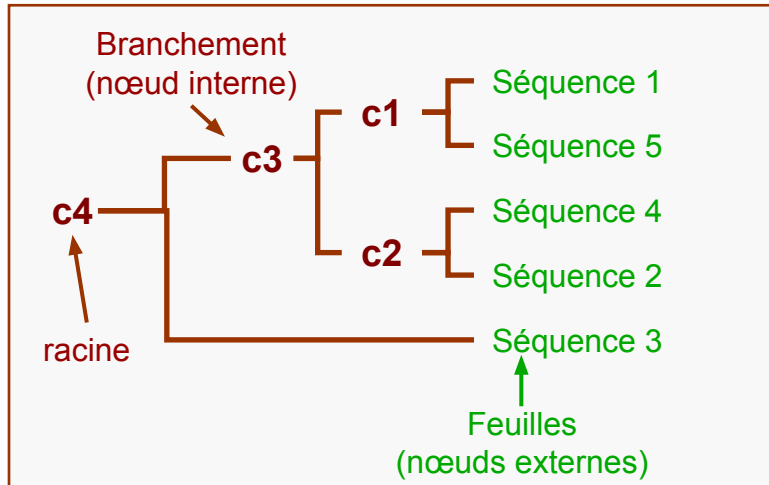 Branchement
(nœud interne)
c1
Séquence 1
Séquence 5
c3
c4
Séquence 4
c2
Séquence 2
racine
Séquence 3
Feuilles
(nœuds externes)